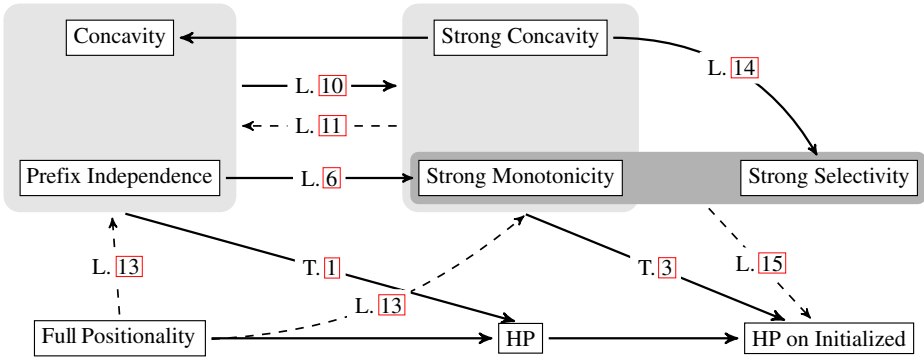 Concavity
Strong Concavity
L. 14
L. 10
L. 11
Prefix Independence
L. 6
Strong Monotonicity
Strong Selectivity
L. 13
T. 1
T. 3
L. 15
L. 13
Full Positionality
HP
HP on Initialized